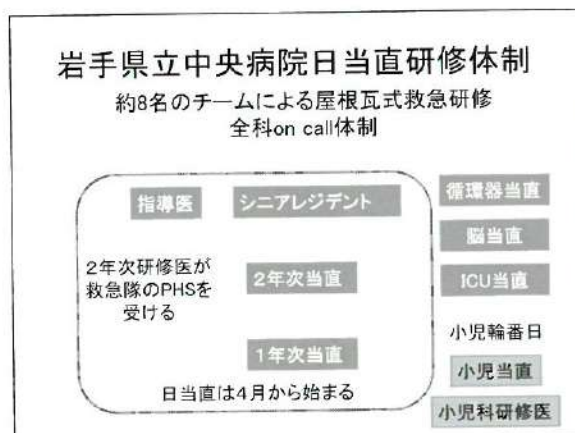 岩手県立中央病院日当直研修体制
約8名のチームによる屋根瓦式救急研修
全科on call体制
指導医
シニアレジデント
2年次研修医が
救急隊のPHSを
受ける
2年次当直
1年次当直
日当直は4月から始まる
循環器当直
脳当直
ICU当直
小児輪番日
小児当直
小児科研修医